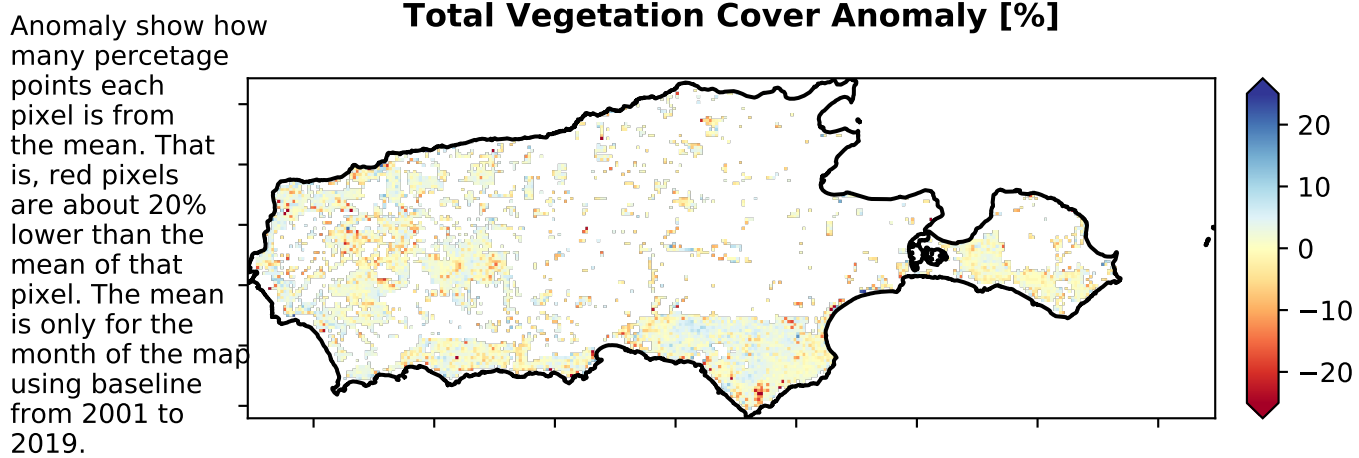 Total Vegetation Cover Anomaly [%]
Anomaly show how
many percetage
points each
pixel is from
the mean. That
is, red pixels
are about 20%
lower than the
mean of that
pixel. The mean
is only for the
month of the map
using baseline
from 2001 to
2019.
20
10
0
−10
−20